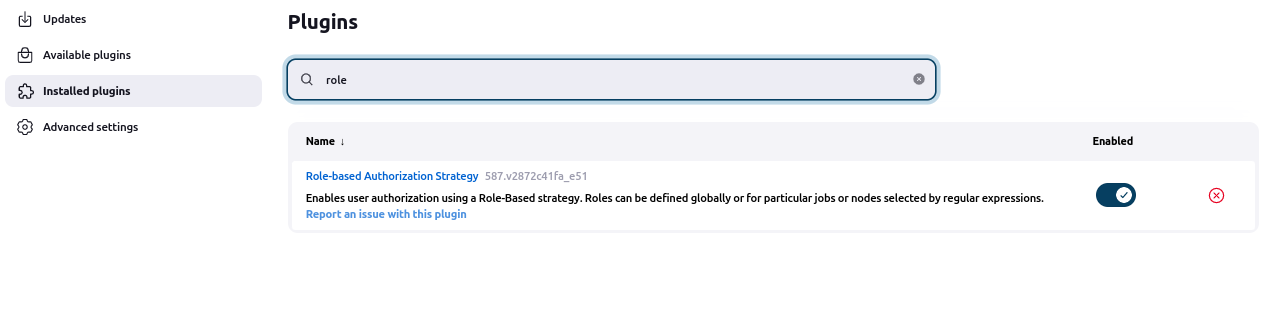 Updates
Available plugins
Installed plugins
Advanced settings
Plugins
role
Name ↓ Enabled
Role-based Authorization Strategy 587.v2872c41fa_e51
Enables user authorization using a Role-Based strategy. Roles can be defined globally or for particular jobs or nodes selected by regular expressions.
Report an issue with this plugin